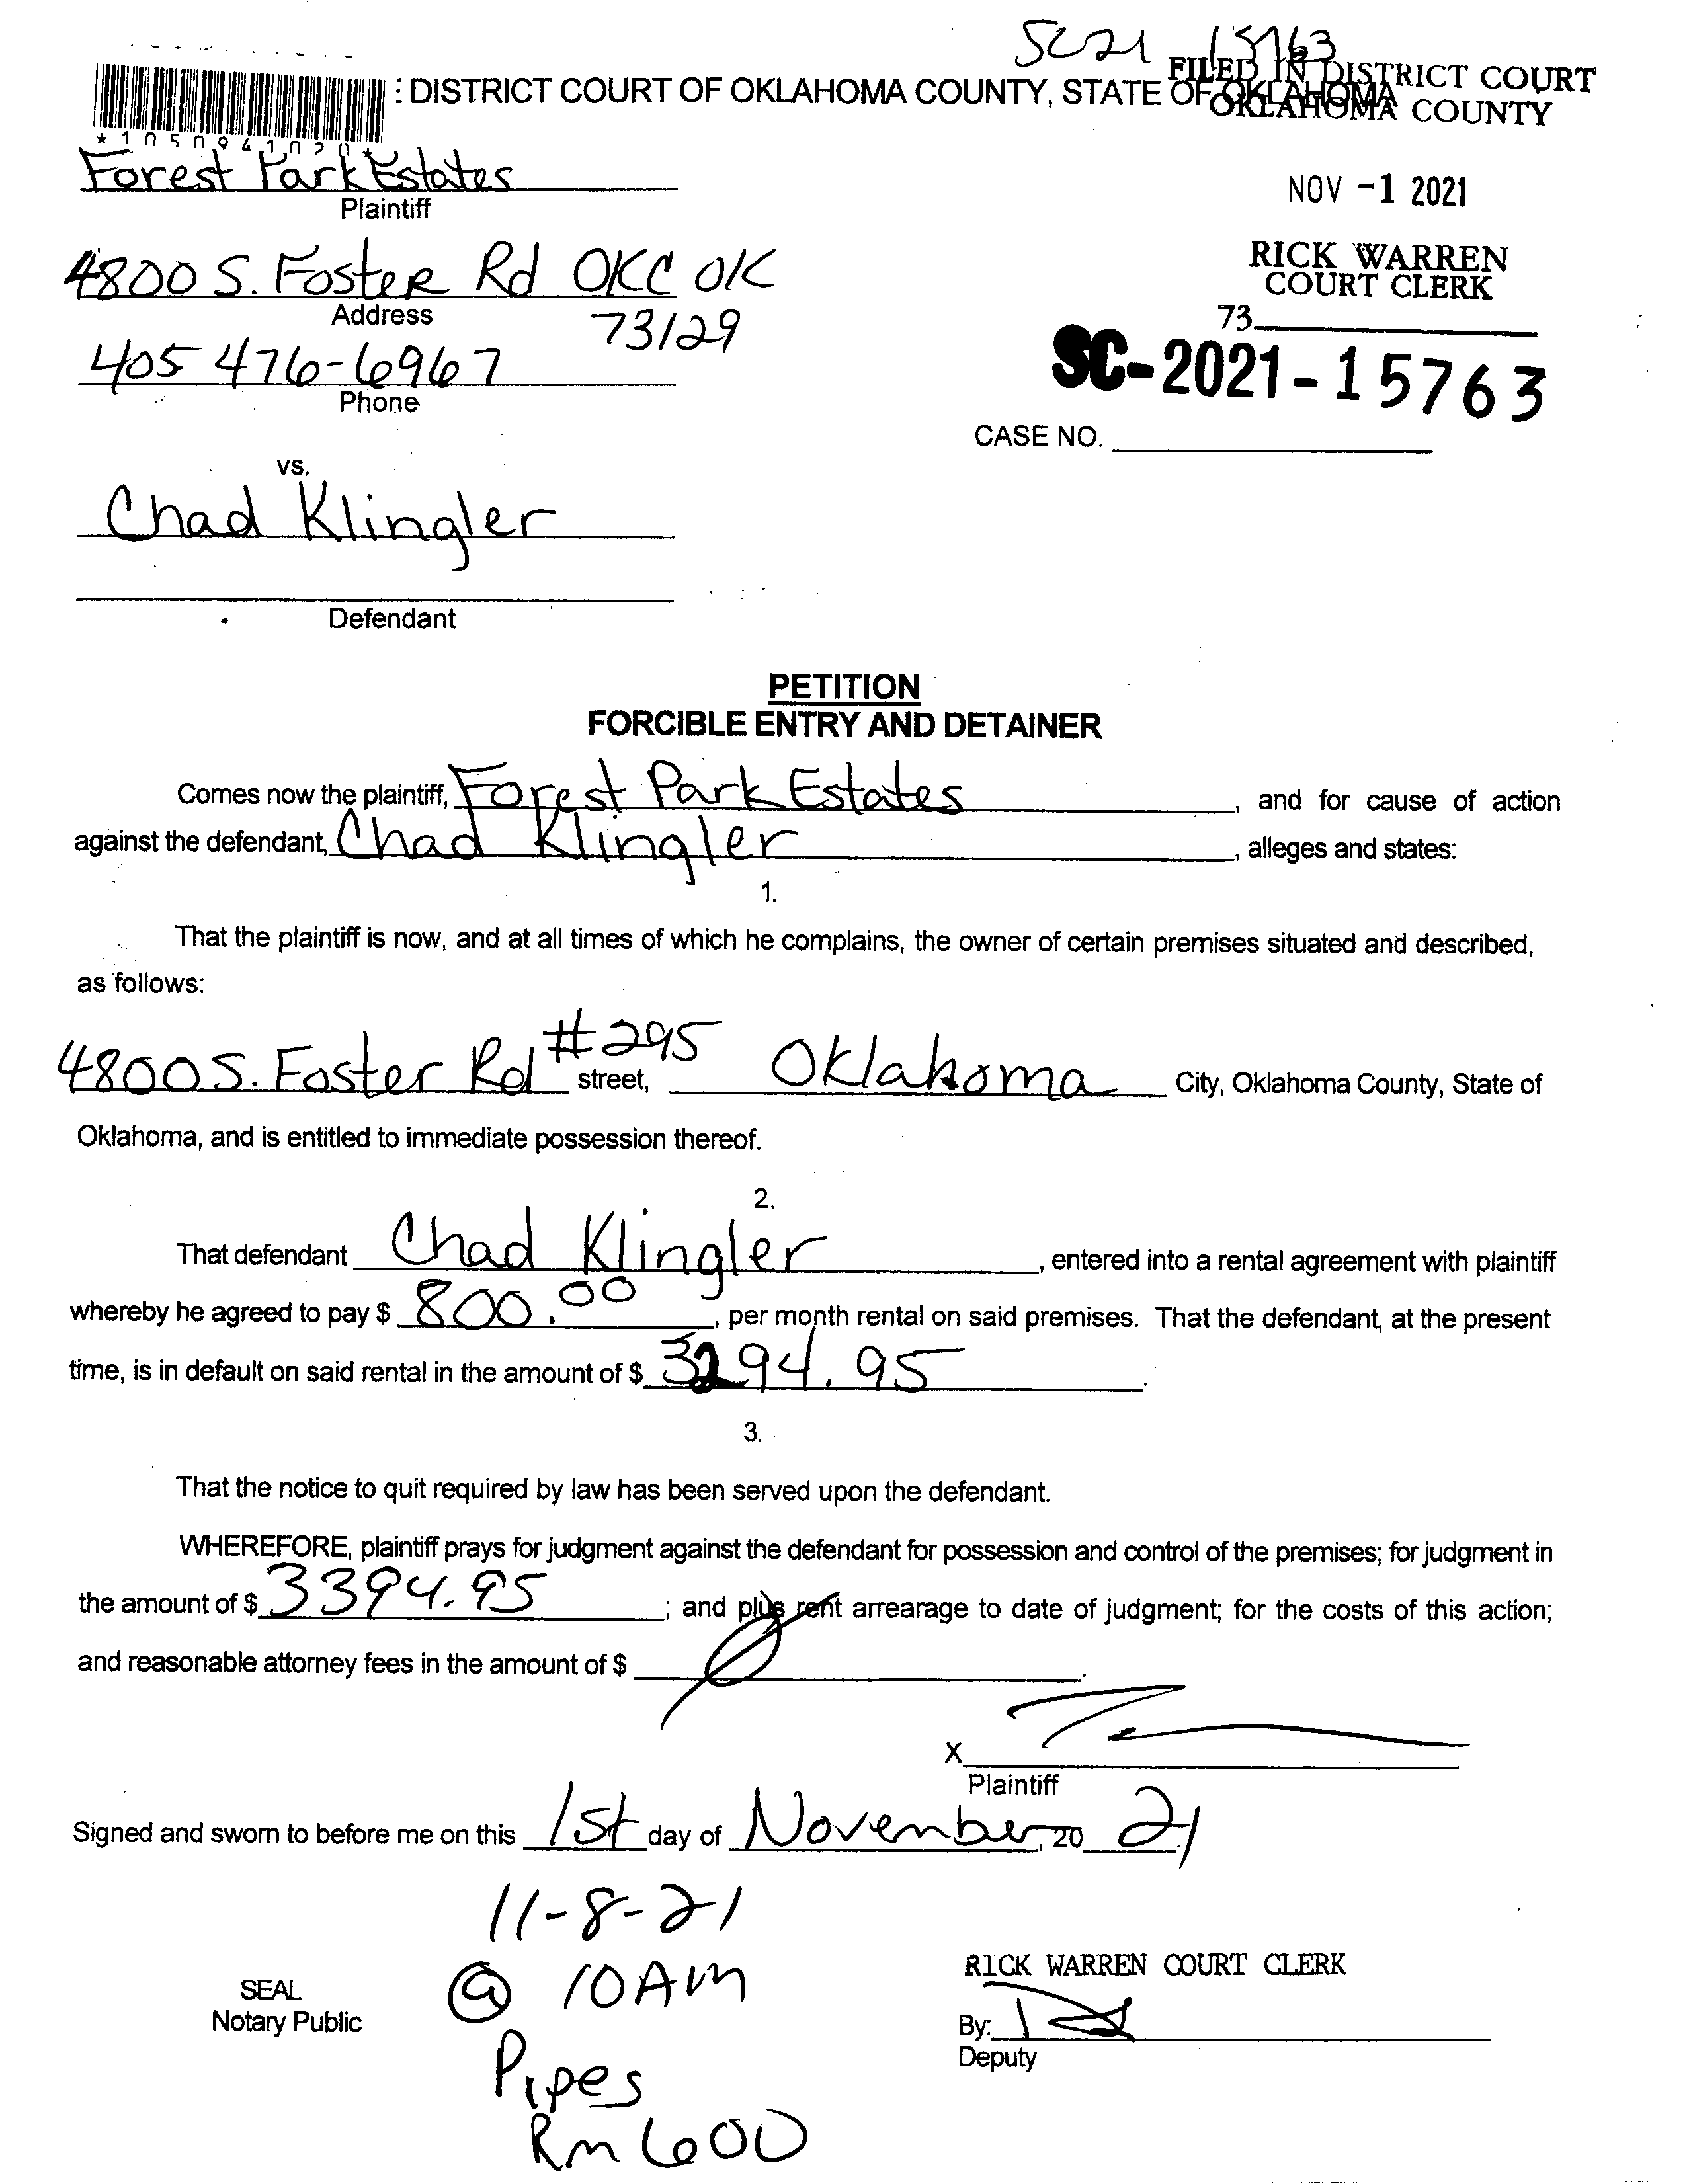 SC21 15763
: DISTRICT COURT OF OKLAHOMA COUNTY, STATE OF OKLAHOMA
FILED IN DISTRICT COURT
OKLAHOMA COUNTY
*1050941020*
Forest Park Estates
Plaintiff
NOV -1 2021
4800 S. Foster Rd OKC OK
73129
Address
RICK WARREN
COURT CLERK
73
405 476-6967
Phone
SC-2021-15763
CASE NO.
vs.
Chad Klingler
Defendant
PETITION
FORCIBLE ENTRY AND DETAINER
Comes now the plaintiff, Forest Park Estates, and for cause of action
against the defendant, Chad Klingler, alleges and states:
1.
That the plaintiff is now, and at all times of which he complains, the owner of certain premises situated and described,
as follows:
4800 S. Foster Rd #295 street, Oklahoma City, Oklahoma County, State of
Oklahoma, and is entitled to immediate possession thereof.
2.
That defendant Chad Klingler, entered into a rental agreement with plaintiff
whereby he agreed to pay $ 800.00, per month rental on said premises. That the defendant, at the present
time, is in default on said rental in the amount of $ 3294.95.
3.
That the notice to quit required by law has been served upon the defendant.
WHEREFORE, plaintiff prays for judgment against the defendant for possession and control of the premises; for judgment in
the amount of $ 3394.95; and plus rent arrearage to date of judgment; for the costs of this action;
and reasonable attorney fees in the amount of $ 0.
X
Plaintiff
Signed and sworn to before me on this 1st day of November, 20 21.
11-8-21
@ 10AM
Pipes
Rm 600
SEAL
Notary Public
RICK WARREN COURT CLERK
By:
Deputy